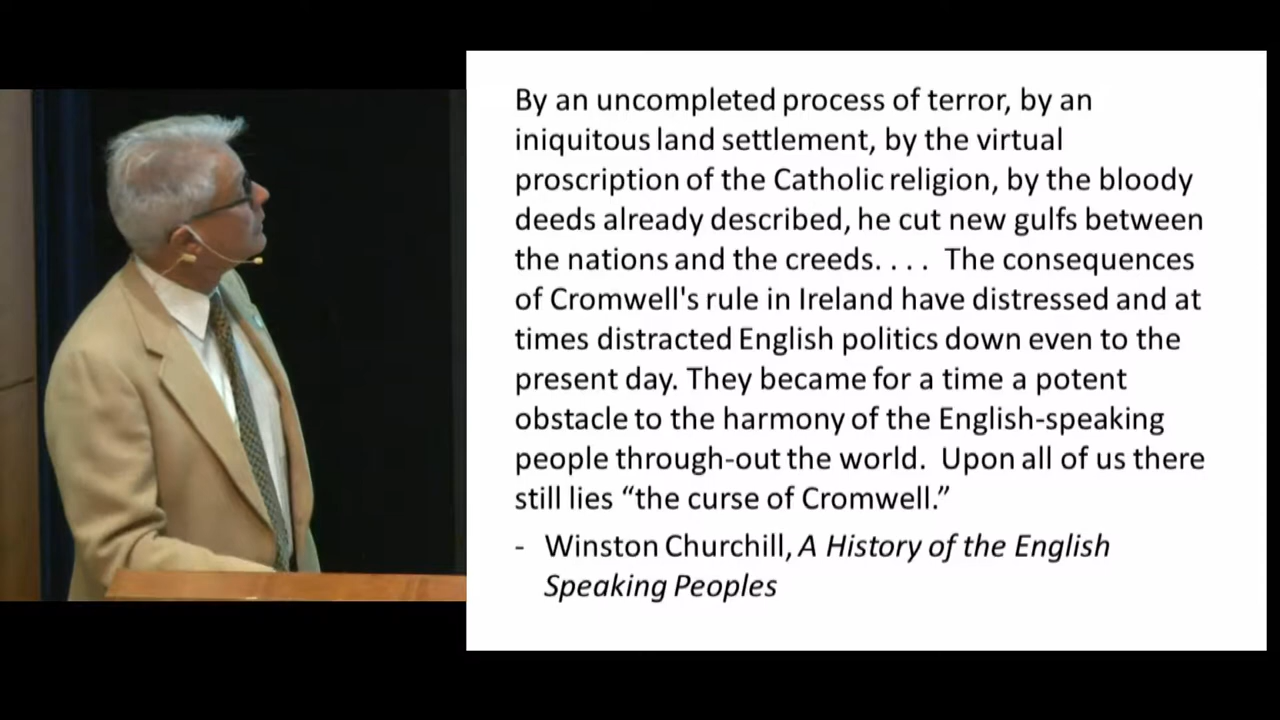 By an uncompleted process of terror, by an
iniquitous land settlement, by the virtual
proscription of the Catholic religion, by the bloody
deeds already described, he cut new gulfs between
the nations and the creeds. . . .  The consequences
of Cromwell's rule in Ireland have distressed and at
times distracted English politics down even to the
present day. They became for a time a potent
obstacle to the harmony of the English-speaking
people through-out the world.  Upon all of us there
still lies “the curse of Cromwell.”
- Winston Churchill, A History of the English
Speaking Peoples